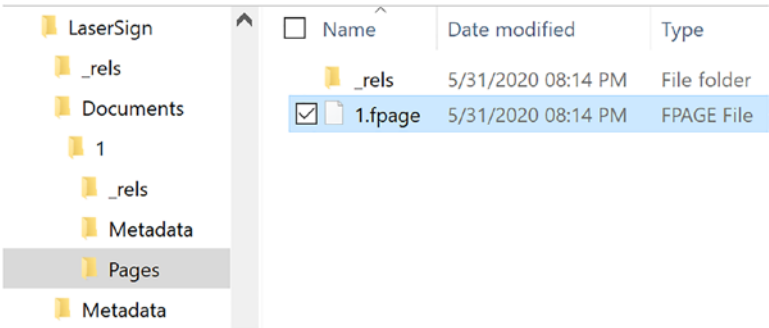 LaserSign
_rels
Documents
1
_rels
Metadata
Pages
Metadata
Name Date modified Type
_rels 5/31/2020 08:14 PM File folder
1.fpage 5/31/2020 08:14 PM FPAGE File